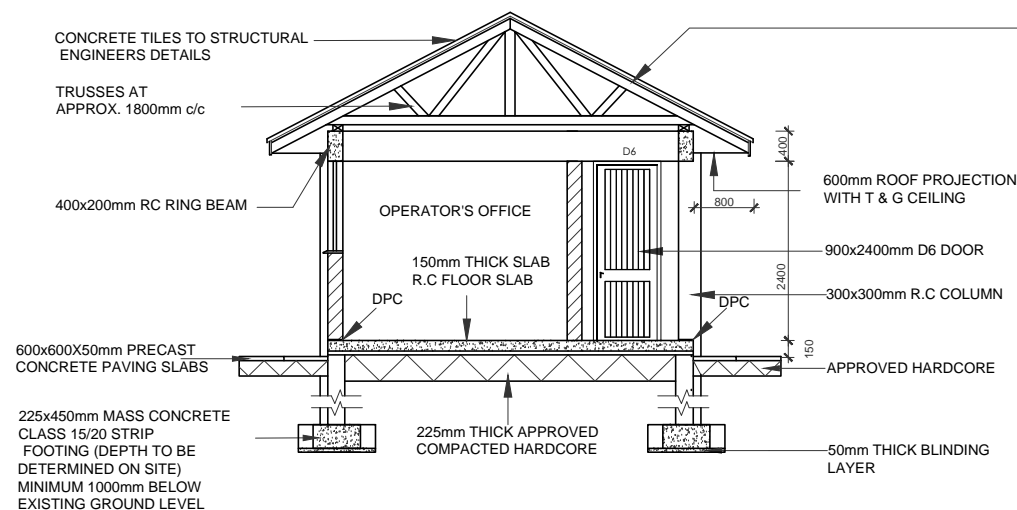 CONCRETE TILES TO STRUCTURAL
ENGINEERS DETAILS
TRUSSES AT
APPROX. 1800mm c/c
400
D6
600mm ROOF PROJECTION
WITH T & G CEILING
400x200mm RC RING BEAM
OPERATOR'S OFFICE
800
900x2400mm D6 DOOR
150mm THICK SLAB
R.C FLOOR SLAB
2400
300x300mm R.C COLUMN
DPC
DPC
600x600X50mm PRECAST
CONCRETE PAVING SLABS
150
APPROVED HARDCORE
225x450mm MASS CONCRETE
CLASS 15/20 STRIP
FOOTING (DEPTH TO BE
DETERMINED ON SITE)
MINIMUM 1000mm BELOW
EXISTING GROUND LEVEL
225mm THICK APPROVED
COMPACTED HARDCORE
50mm THICK BLINDING
LAYER